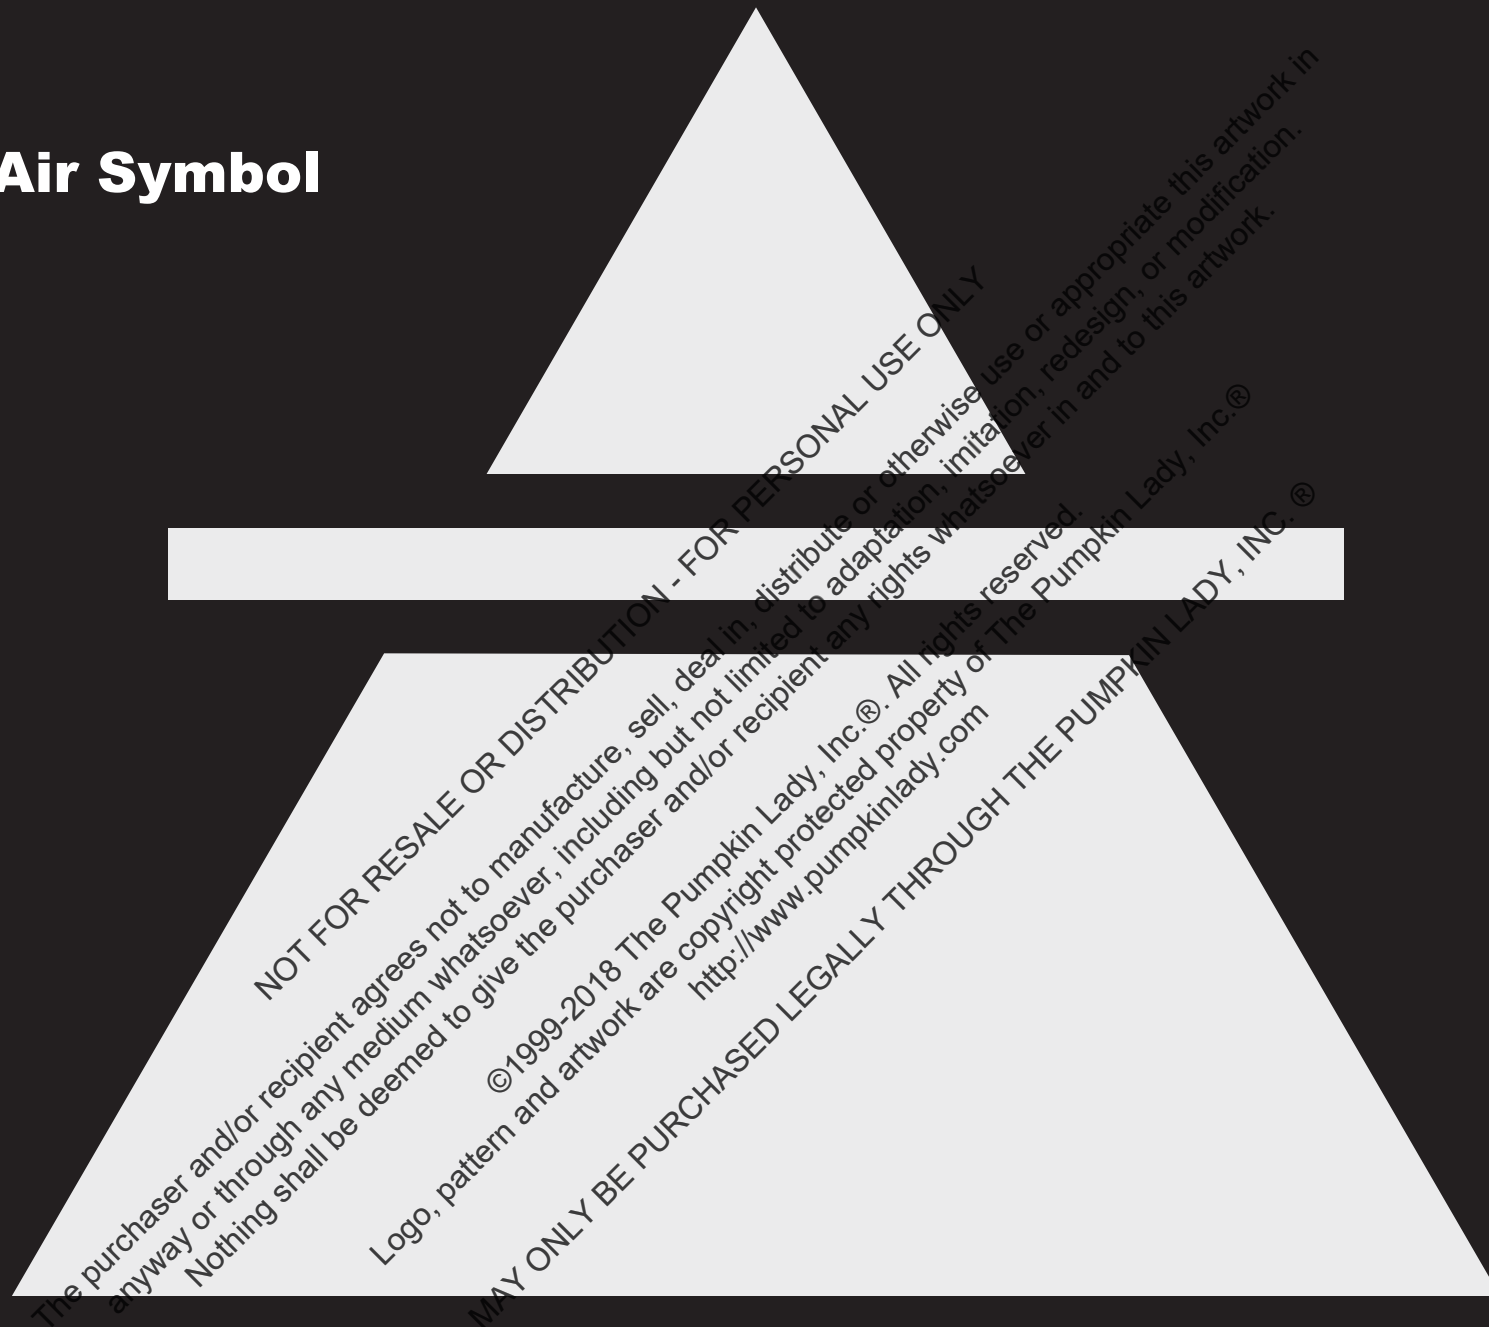 Air Symbol
NOT FOR RESALE OR DISTRIBUTION - FOR PERSONAL USE ONLY
The purchaser and/or recipient agrees not to manufacture, sell, deal in, distribute or otherwise use or appropriate this artwork in
anyway or through any medium whatsoever, including but not limited to adaptation, imitation, redesign, or modification.
Nothing shall be deemed to give the purchaser and/or recipient any rights whatsoever in and to this artwork.
©1999-2018 The Pumpkin Lady, Inc.®. All rights reserved.
Logo, pattern and artwork are copyright protected property of The Pumpkin Lady, Inc.®
http://www.pumpkinlady.com
MAY ONLY BE PURCHASED LEGALLY THROUGH THE PUMPKIN LADY, INC. ®